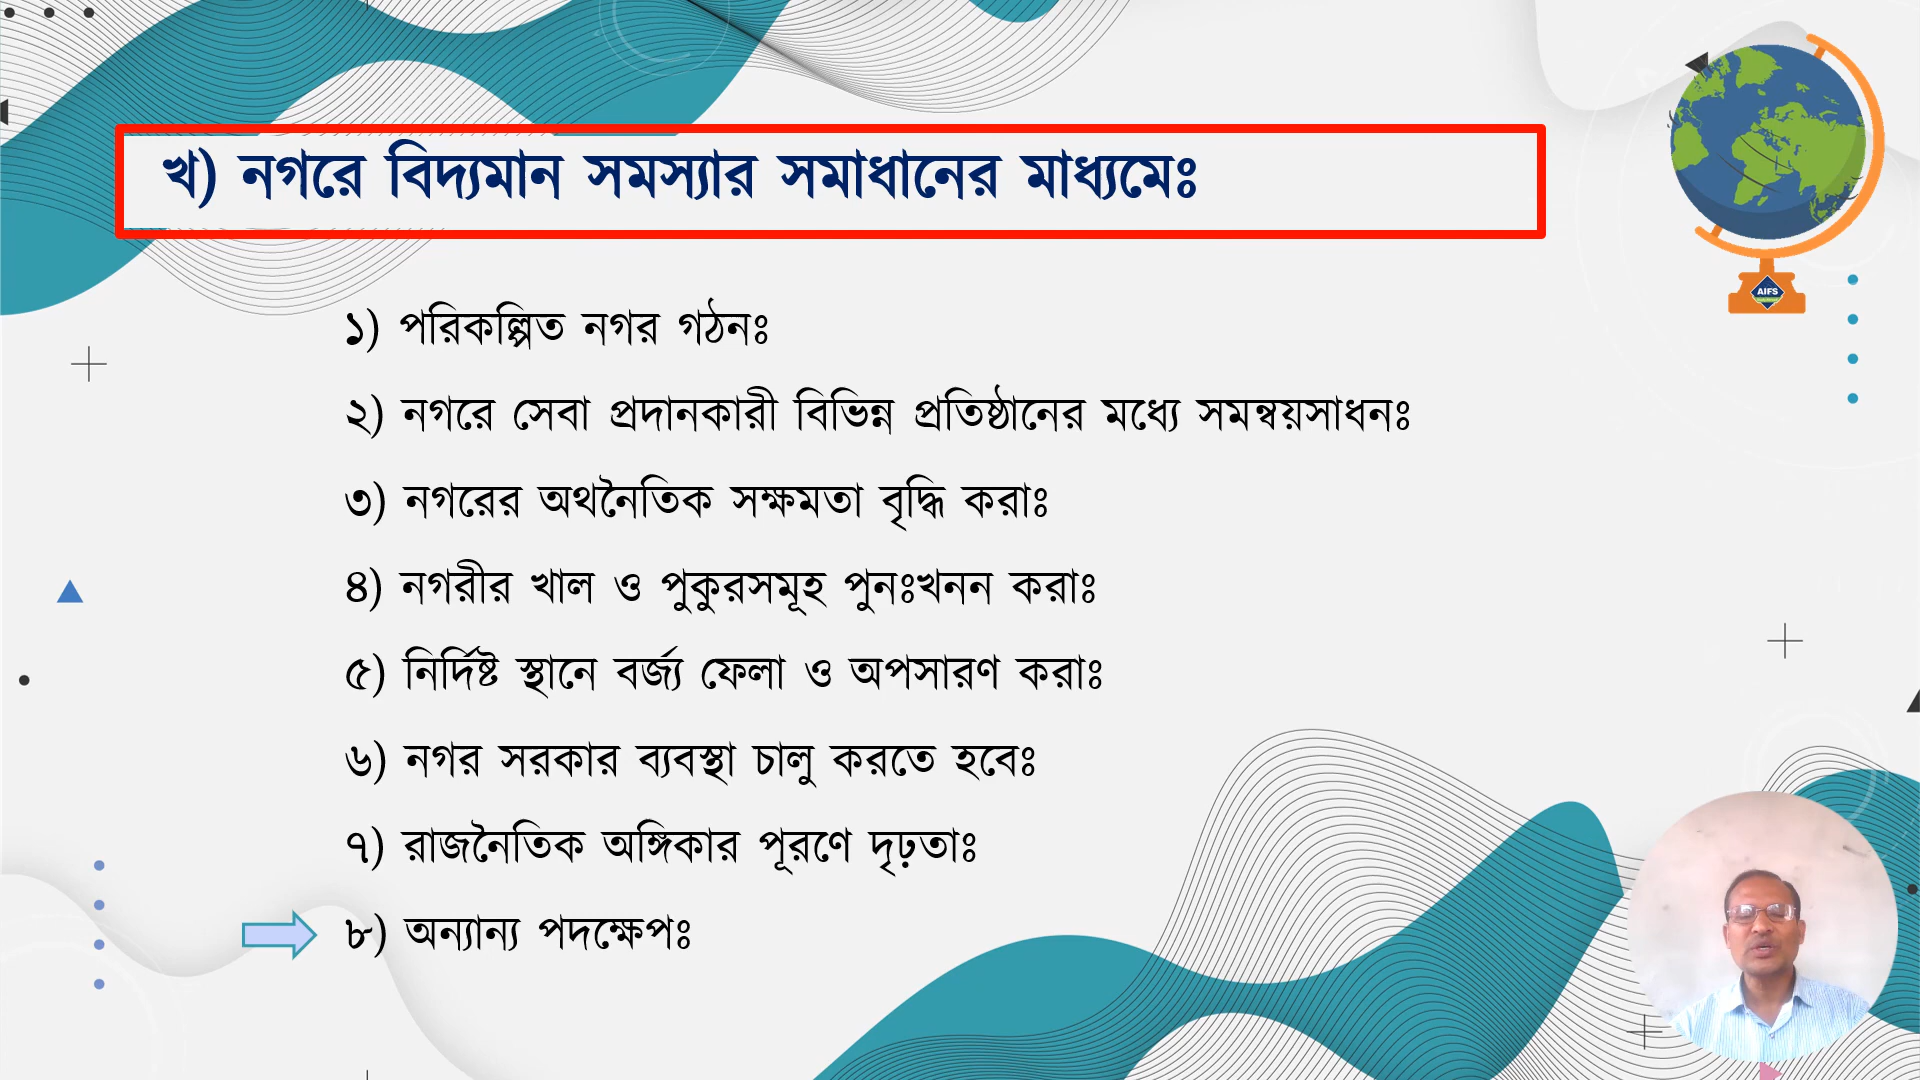 খ) নগরে বিদ্যমান সমস্যার সমাধানের মাধ্যমেঃ
১) পরিকল্পিত নগর গঠনঃ
২) নগরে সেবা প্রদানকারী বিভিন্ন প্রতিষ্ঠানের মধ্যে সমন্বয়সাধনঃ
৩) নগরের অথনৈতিক সক্ষমতা বৃদ্ধি করাঃ
৪) নগরীর খাল ও পুকুরসমূহ পুনঃখনন করাঃ
৫) নির্দিষ্ট স্থানে বর্জ্য ফেলা ও অপসারণ করাঃ
৬) নগর সরকার ব্যবস্থা চালু করতে হবেঃ
৭) রাজনৈতিক অঙ্গিকার পূরণে দৃঢ়তাঃ
৮) অন্যান্য পদক্ষেপঃ
AIFS